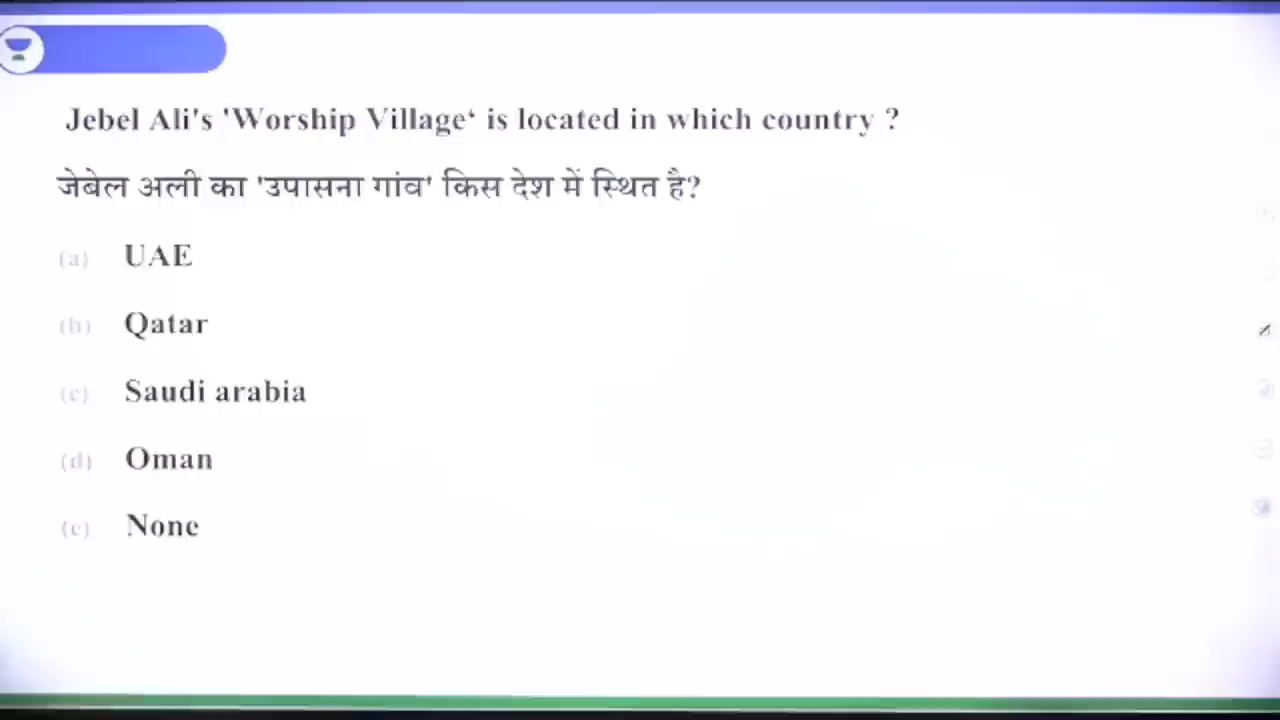 Jebel Ali's 'Worship Village‘ is located in which country ?
जेबेल अली का 'उपासना गांव' किस देश में स्थित है?
(a) UAE
(b) Qatar
(c) Saudi arabia
(d) Oman
(e) None